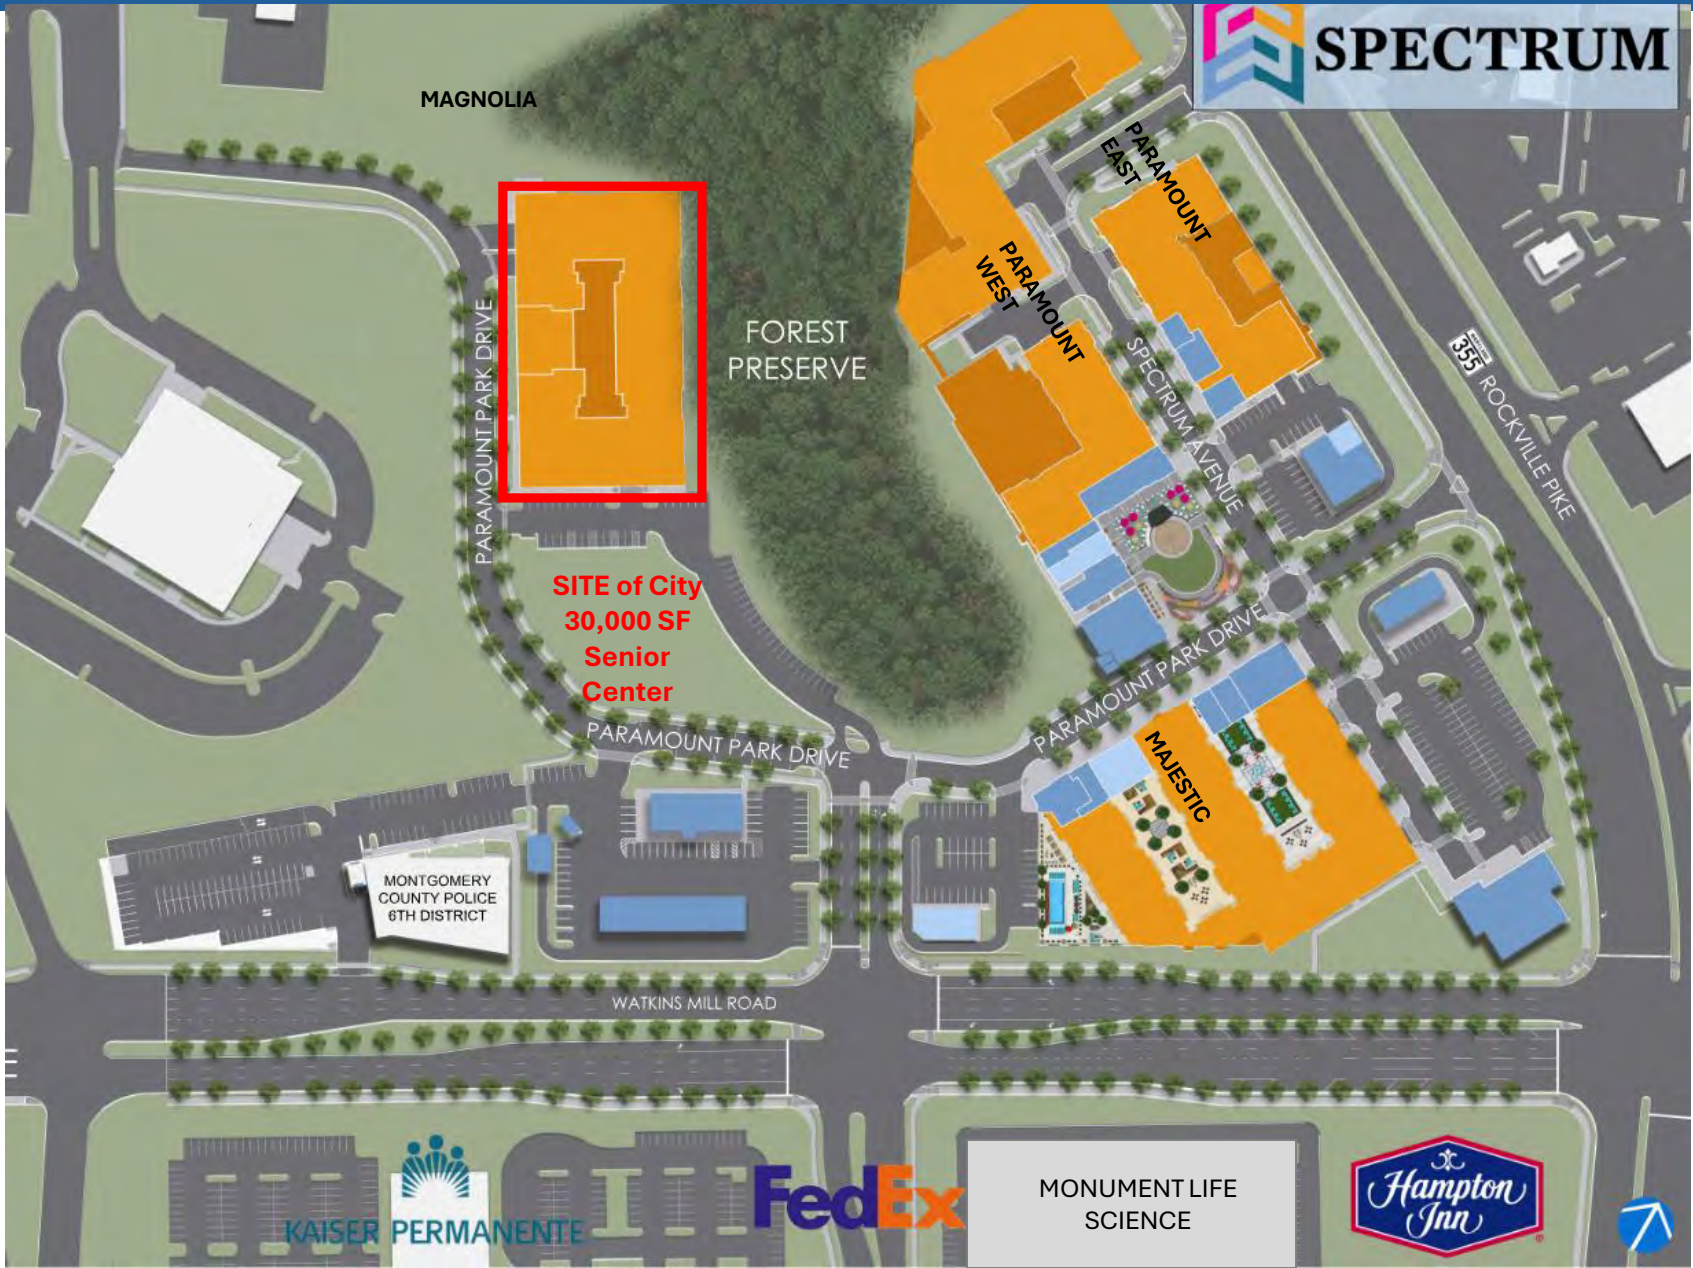 SPECTRUM
MAGNOLIA
PARAMOUNT
EAST
PARAMOUNT
WEST
FOREST
PRESERVE
PARAMOUNT PARK DRIVE
SPECTRUM AVENUE
355
ROCKVILLE PIKE
SITE of City
30,000 SF
Senior
Center
PARAMOUNT PARK DRIVE
PARAMOUNT PARK DRIVE
MAJESTIC
MONTGOMERY
COUNTY POLICE
6TH DISTRICT
WATKINS MILL ROAD
KAISER PERMANENTE
FedEx
MONUMENT LIFE
SCIENCE
Hampton
Inn